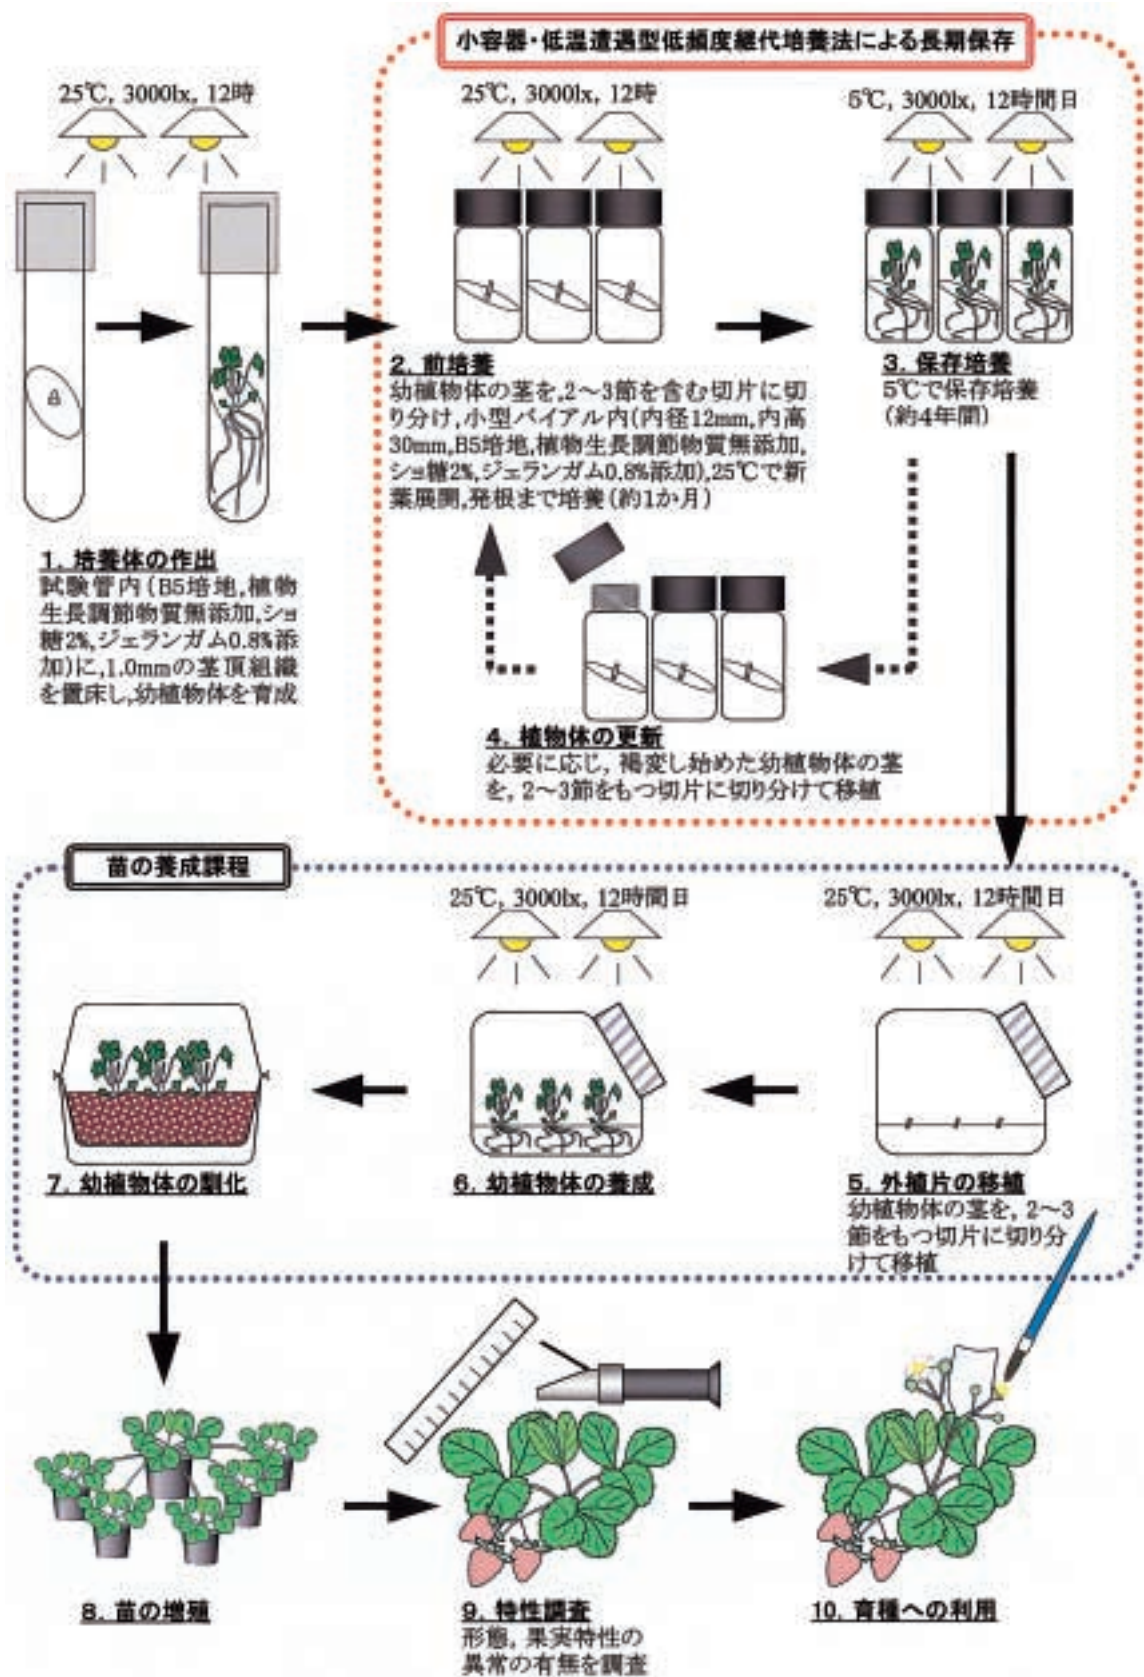 小容器・低温遭遇型低頻度継代培養法による長期保存
25℃, 3000lx, 12時
25℃, 3000lx, 12時
5℃, 3000lx, 12時間日
1. 培養体の作出
試験管内(B5培地,植物
生長調節物質無添加,ショ
糖2%,ジェランガム0.8%添
加)に,1.0mmの茎頂組織
を置床し,幼植物体を育成
2. 前培養
幼植物体の茎を,2～3節を含む切片に切
り分け,小型バイアル内(内径12mm,内高
30mm,B5培地,植物生長調節物質無添加,
ショ糖2%,ジェランガム0.8%添加),25℃で新
葉展開,発根まで培養(約1か月)
3. 保存培養
5℃で保存培養
(約4年間)
4. 植物体の更新
必要に応じ, 褐変し始めた幼植物体の茎
を, 2～3節をもつ切片に切り分けて移植
苗の養成課程
25℃, 3000lx, 12時間日
25℃, 3000lx, 12時間日
5. 外植片の移植
幼植物体の茎を, 2～3
節をもつ切片に切り分
けて移植
6. 幼植物体の養成
7. 幼植物体の馴化
8. 苗の増殖
9. 特性調査
形態, 果実特性の
異常の有無を調査
10. 育種への利用